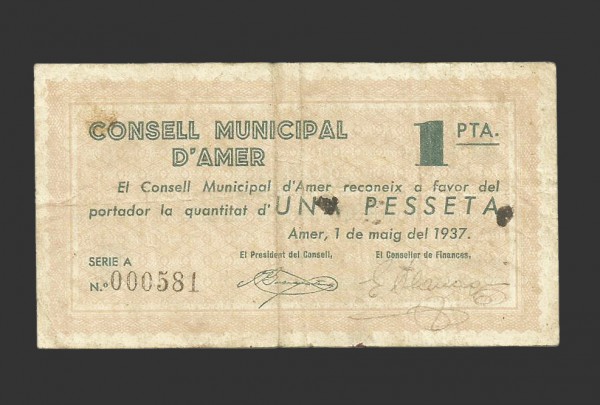 CONSELL MUNICIPAL
D'AMER
1 PTA.
El Consell Municipal d'Amer reconeix a favor del
portador la quantitat d'UNA PESSETA
Amer, 1 de maig del 1937.
El President del Consell,
El Conseller de Finances,
SERIE A
N.º 000581